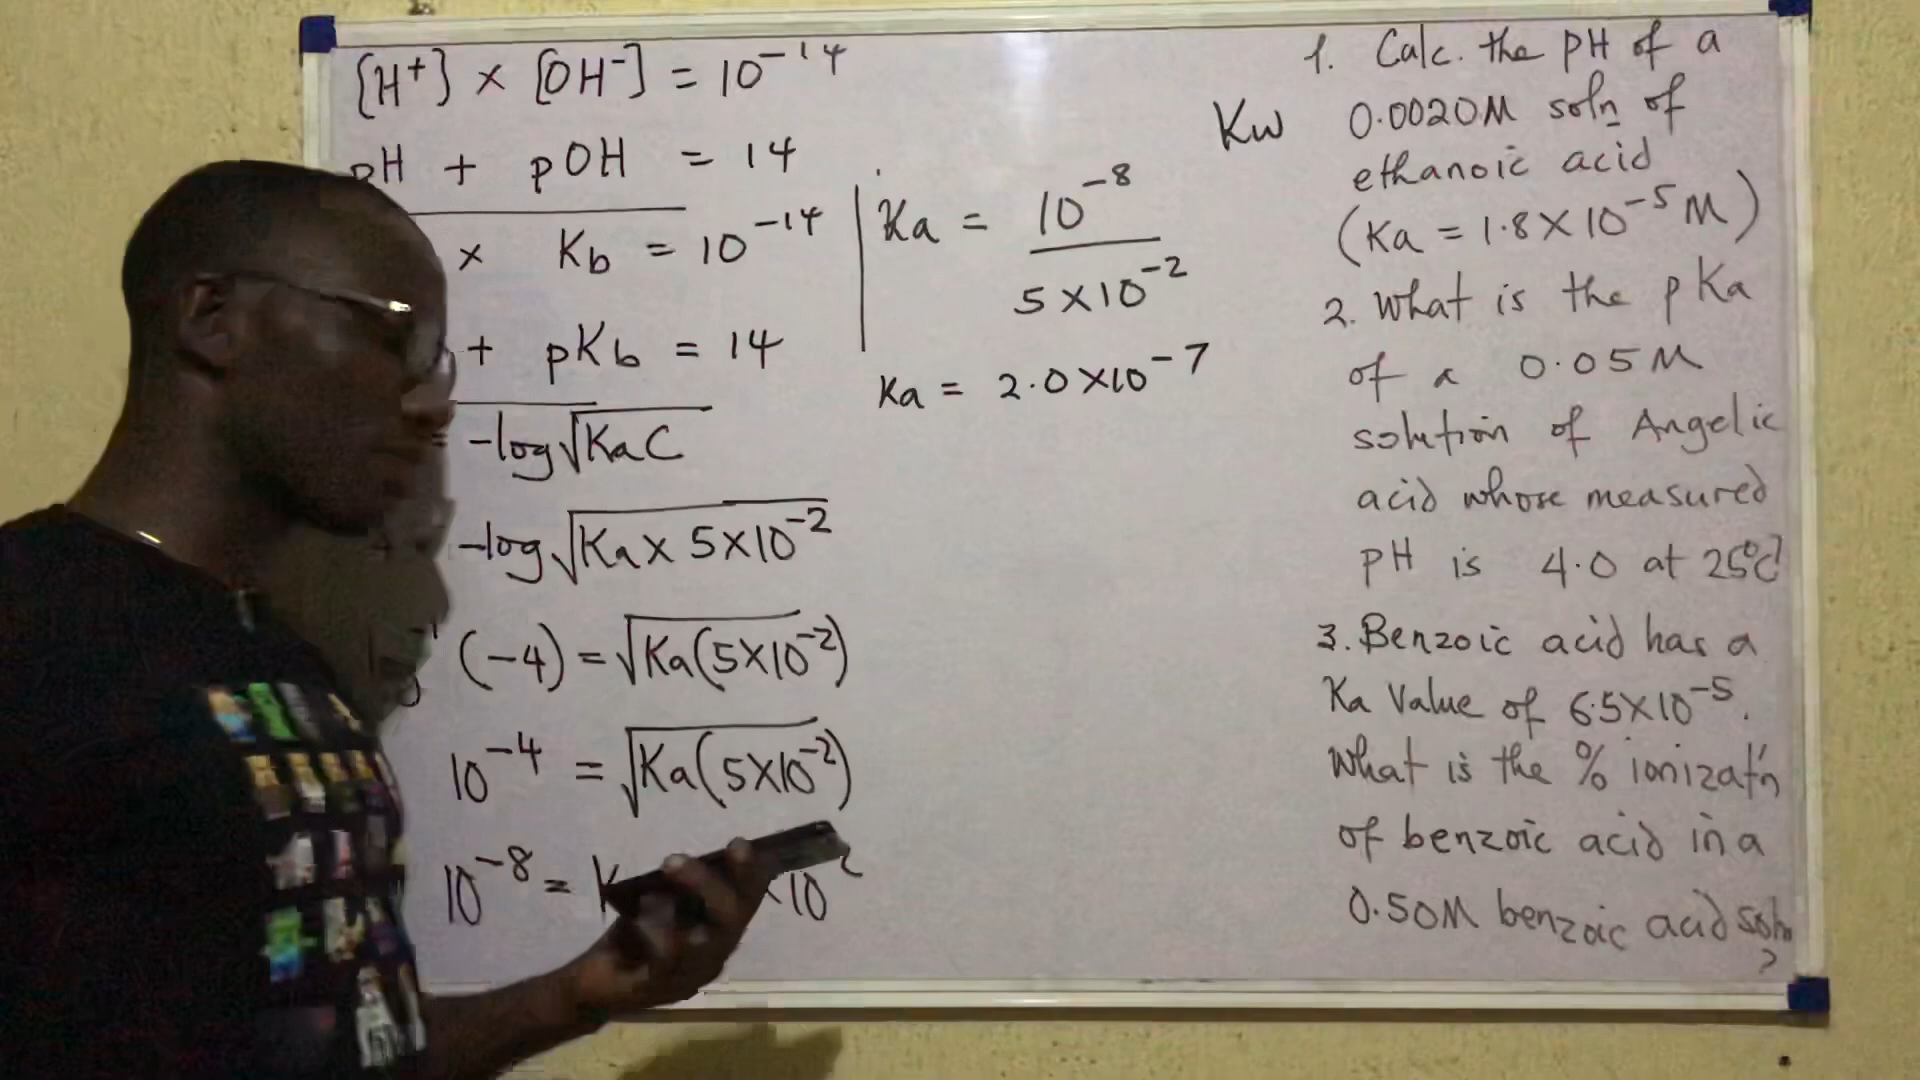 [H⁺] × [OH⁻] = 10⁻¹⁴
pH + pOH = 14
× Kb = 10⁻¹⁴
+ pKb = 14
= -log√KaC
-log√Ka × 5×10⁻²
(-4) = √Ka(5×10⁻²)
10⁻⁴ = √Ka(5×10⁻²)
10⁻⁸ = K ×10
Ka = 10⁻⁸
5×10⁻²
Ka = 2.0×10⁻⁷
Kw
1. Calc. the pH of a
0.0020M soln of
ethanoic acid
(Ka = 1.8×10⁻⁵M)
2. What is the pKa
of a 0.05M
solution of Angelic
acid whose measured
pH is 4.0 at 25°C?
3. Benzoic acid has a
Ka Value of 6.5×10⁻⁵.
What is the % ionizat'n
of benzoic acid in a
0.50M benzoic acid soln
?